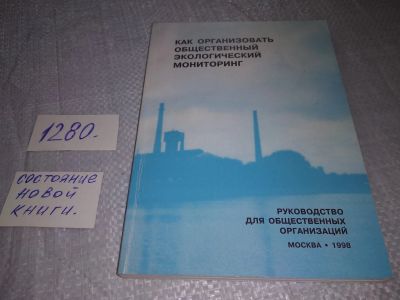 КАК ОРГАНИЗОВАТЬ
ОБЩЕСТВЕННЫЙ
ЭКОЛОГИЧЕСКИЙ
МОНИТОРИНГ
РУКОВОДСТВО
ДЛЯ ОБЩЕСТВЕННЫХ
ОРГАНИЗАЦИЙ
МОСКВА • 1998
1280.
состояние
новой
книги.